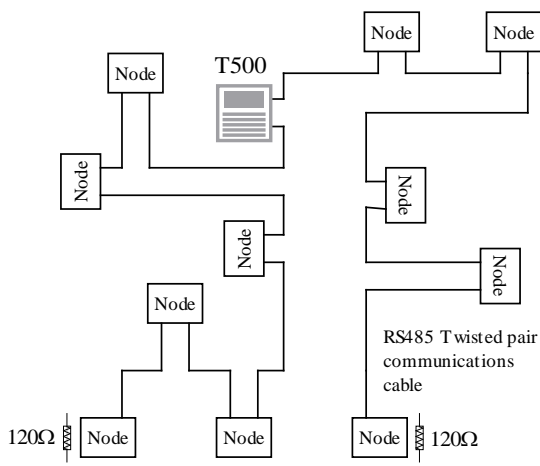 Node
Node
Node
T500
Node
Node
Node
Node
Node
RS485 Twisted pair
communications
cable
120Ω
Node
Node
Node
120Ω